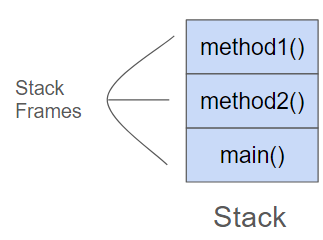 method1()
Stack
Frames
method2()
main()
Stack